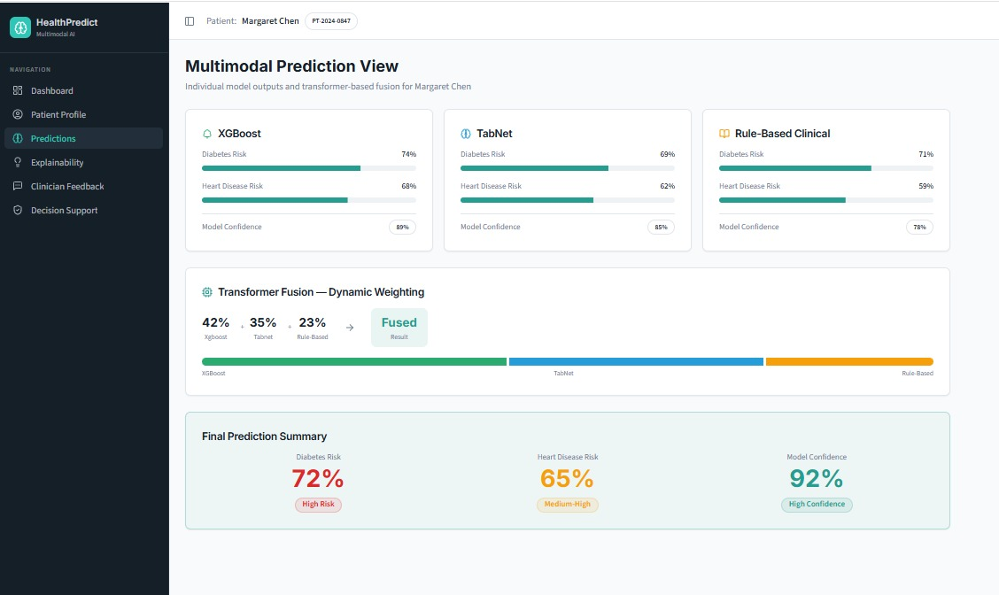 HealthPredict
Multimodal AI
NAVIGATION
Dashboard
Patient Profile
Predictions
Explainability
Clinician Feedback
Decision Support
Patient: Margaret Chen PT-2024-0847
Multimodal Prediction View
Individual model outputs and transformer-based fusion for Margaret Chen
XGBoost
Diabetes Risk 74%
Heart Disease Risk 68%
Model Confidence 89%
TabNet
Diabetes Risk 69%
Heart Disease Risk 62%
Model Confidence 85%
Rule-Based Clinical
Diabetes Risk 71%
Heart Disease Risk 59%
Model Confidence 78%
Transformer Fusion — Dynamic Weighting
42% + 35% + 23% → Fused
Xgboost Tabnet Rule-Based Result
XGBoost TabNet Rule-Based
Final Prediction Summary
Diabetes Risk Heart Disease Risk Model Confidence
72% 65% 92%
High Risk Medium-High High Confidence